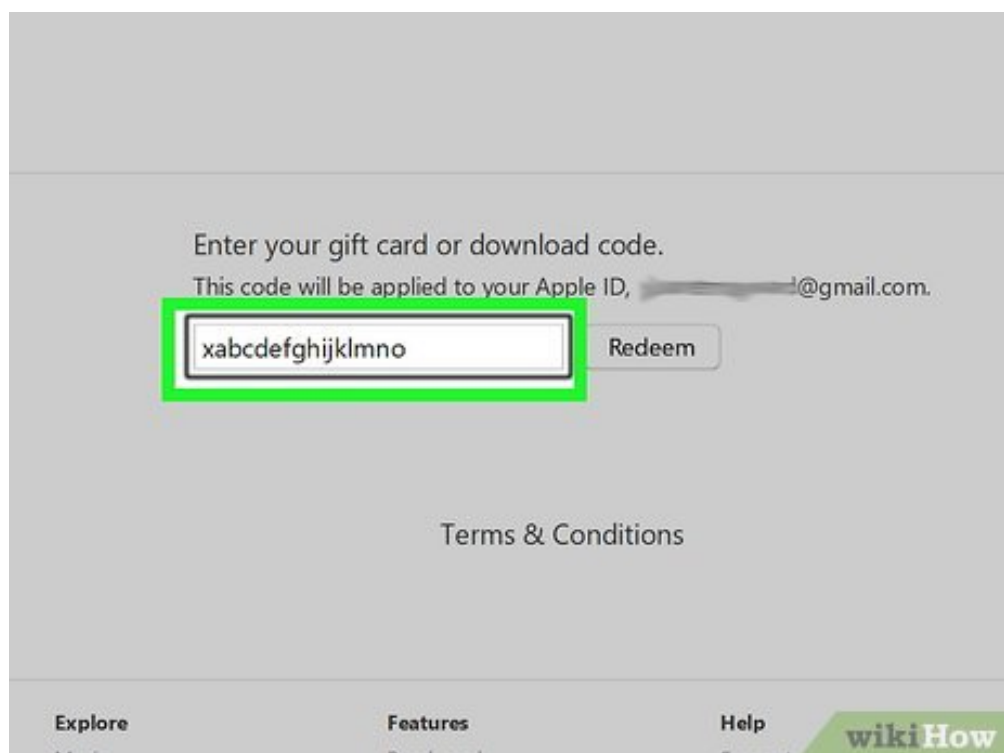 Enter your gift card or download code.
This code will be applied to your Apple ID, @gmail.com.
xabcdefghijklmno
Redeem
Terms & Conditions
Explore Features Help
wikiHow